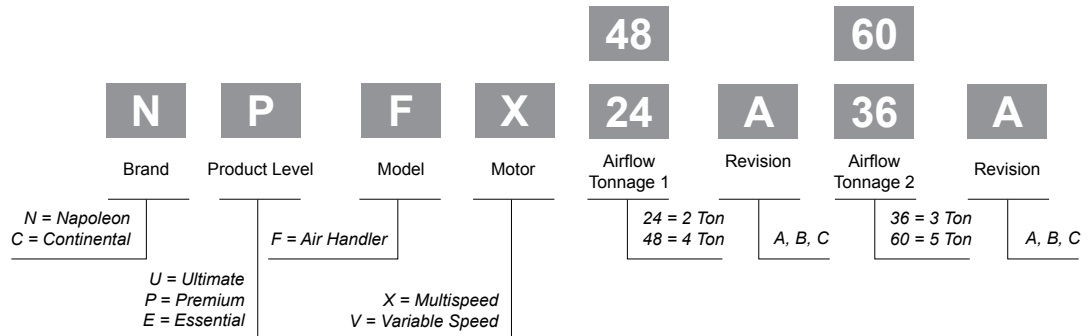 48 60
N P F X 24 A 36 A
Brand Product Level Model Motor Airflow Tonnage 1 Revision Airflow Tonnage 2 Revision
N = Napoleon
C = Continental
F = Air Handler
24 = 2 Ton
48 = 4 Ton
A, B, C
36 = 3 Ton
60 = 5 Ton
A, B, C
U = Ultimate
P = Premium
E = Essential
X = Multispeed
V = Variable Speed